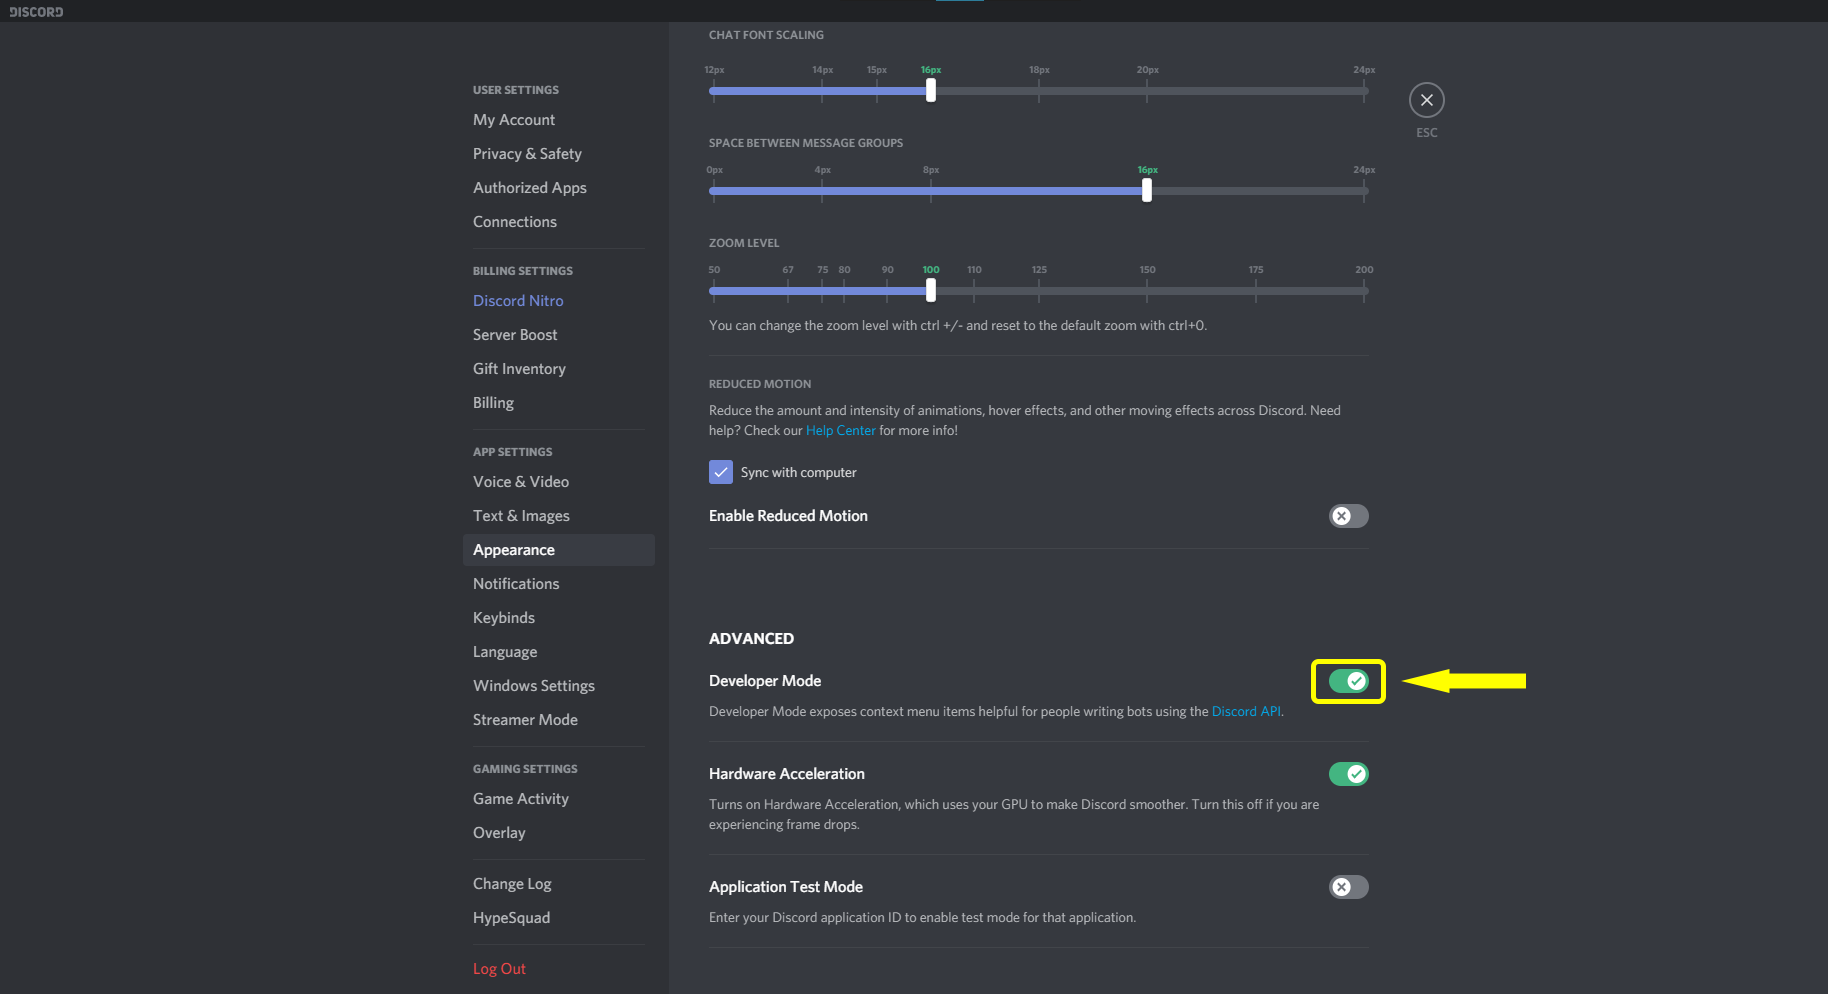 DISCORD
USER SETTINGS
My Account
Privacy & Safety
Authorized Apps
Connections
BILLING SETTINGS
Discord Nitro
Server Boost
Gift Inventory
Billing
APP SETTINGS
Voice & Video
Text & Images
Appearance
Notifications
Keybinds
Language
Windows Settings
Streamer Mode
GAMING SETTINGS
Game Activity
Overlay
Change Log
HypeSquad
Log Out
CHAT FONT SCALING
12px 14px 15px 16px 18px 20px 24px
SPACE BETWEEN MESSAGE GROUPS
0px 4px 8px 16px 24px
ZOOM LEVEL
50 67 75 80 90 100 110 125 150 175 200
You can change the zoom level with ctrl +/- and reset to the default zoom with ctrl+0.
REDUCED MOTION
Reduce the amount and intensity of animations, hover effects, and other moving effects across Discord. Need
help? Check our Help Center for more info!
Sync with computer
Enable Reduced Motion
ADVANCED
Developer Mode
Developer Mode exposes context menu items helpful for people writing bots using the Discord API.
Hardware Acceleration
Turns on Hardware Acceleration, which uses your GPU to make Discord smoother. Turn this off if you are
experiencing frame drops.
Application Test Mode
Enter your Discord application ID to enable test mode for that application.
ESC